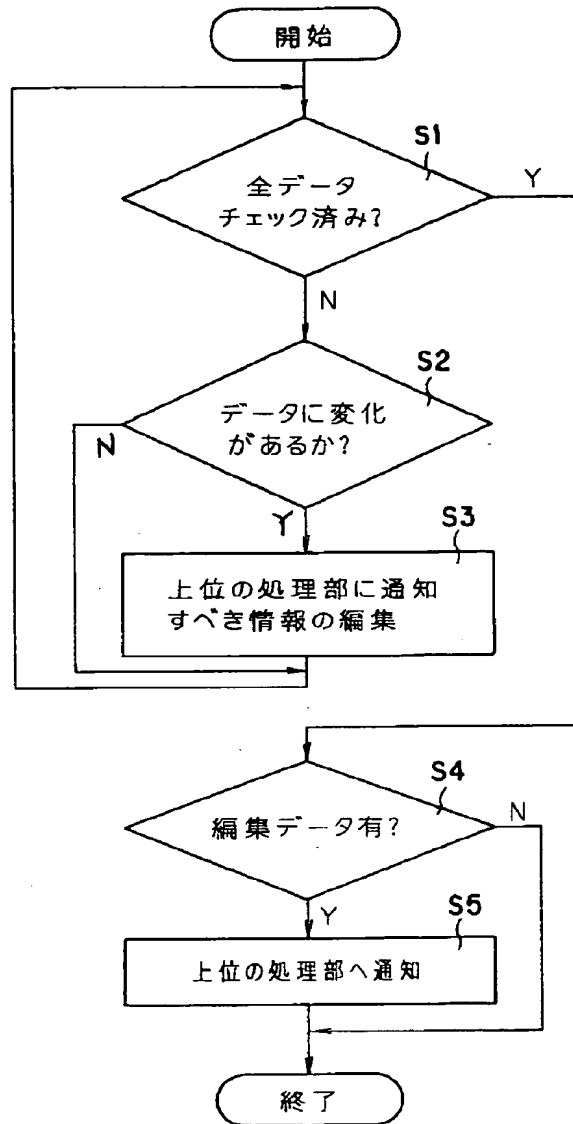 開始
S1
全データ
チェック済み?
Y
N
S2
データに変化
があるか?
N
Y
S3
上位の処理部に通知
すべき情報の編集
S4
編集データ有?
N
Y
S5
上位の処理部へ通知
終了